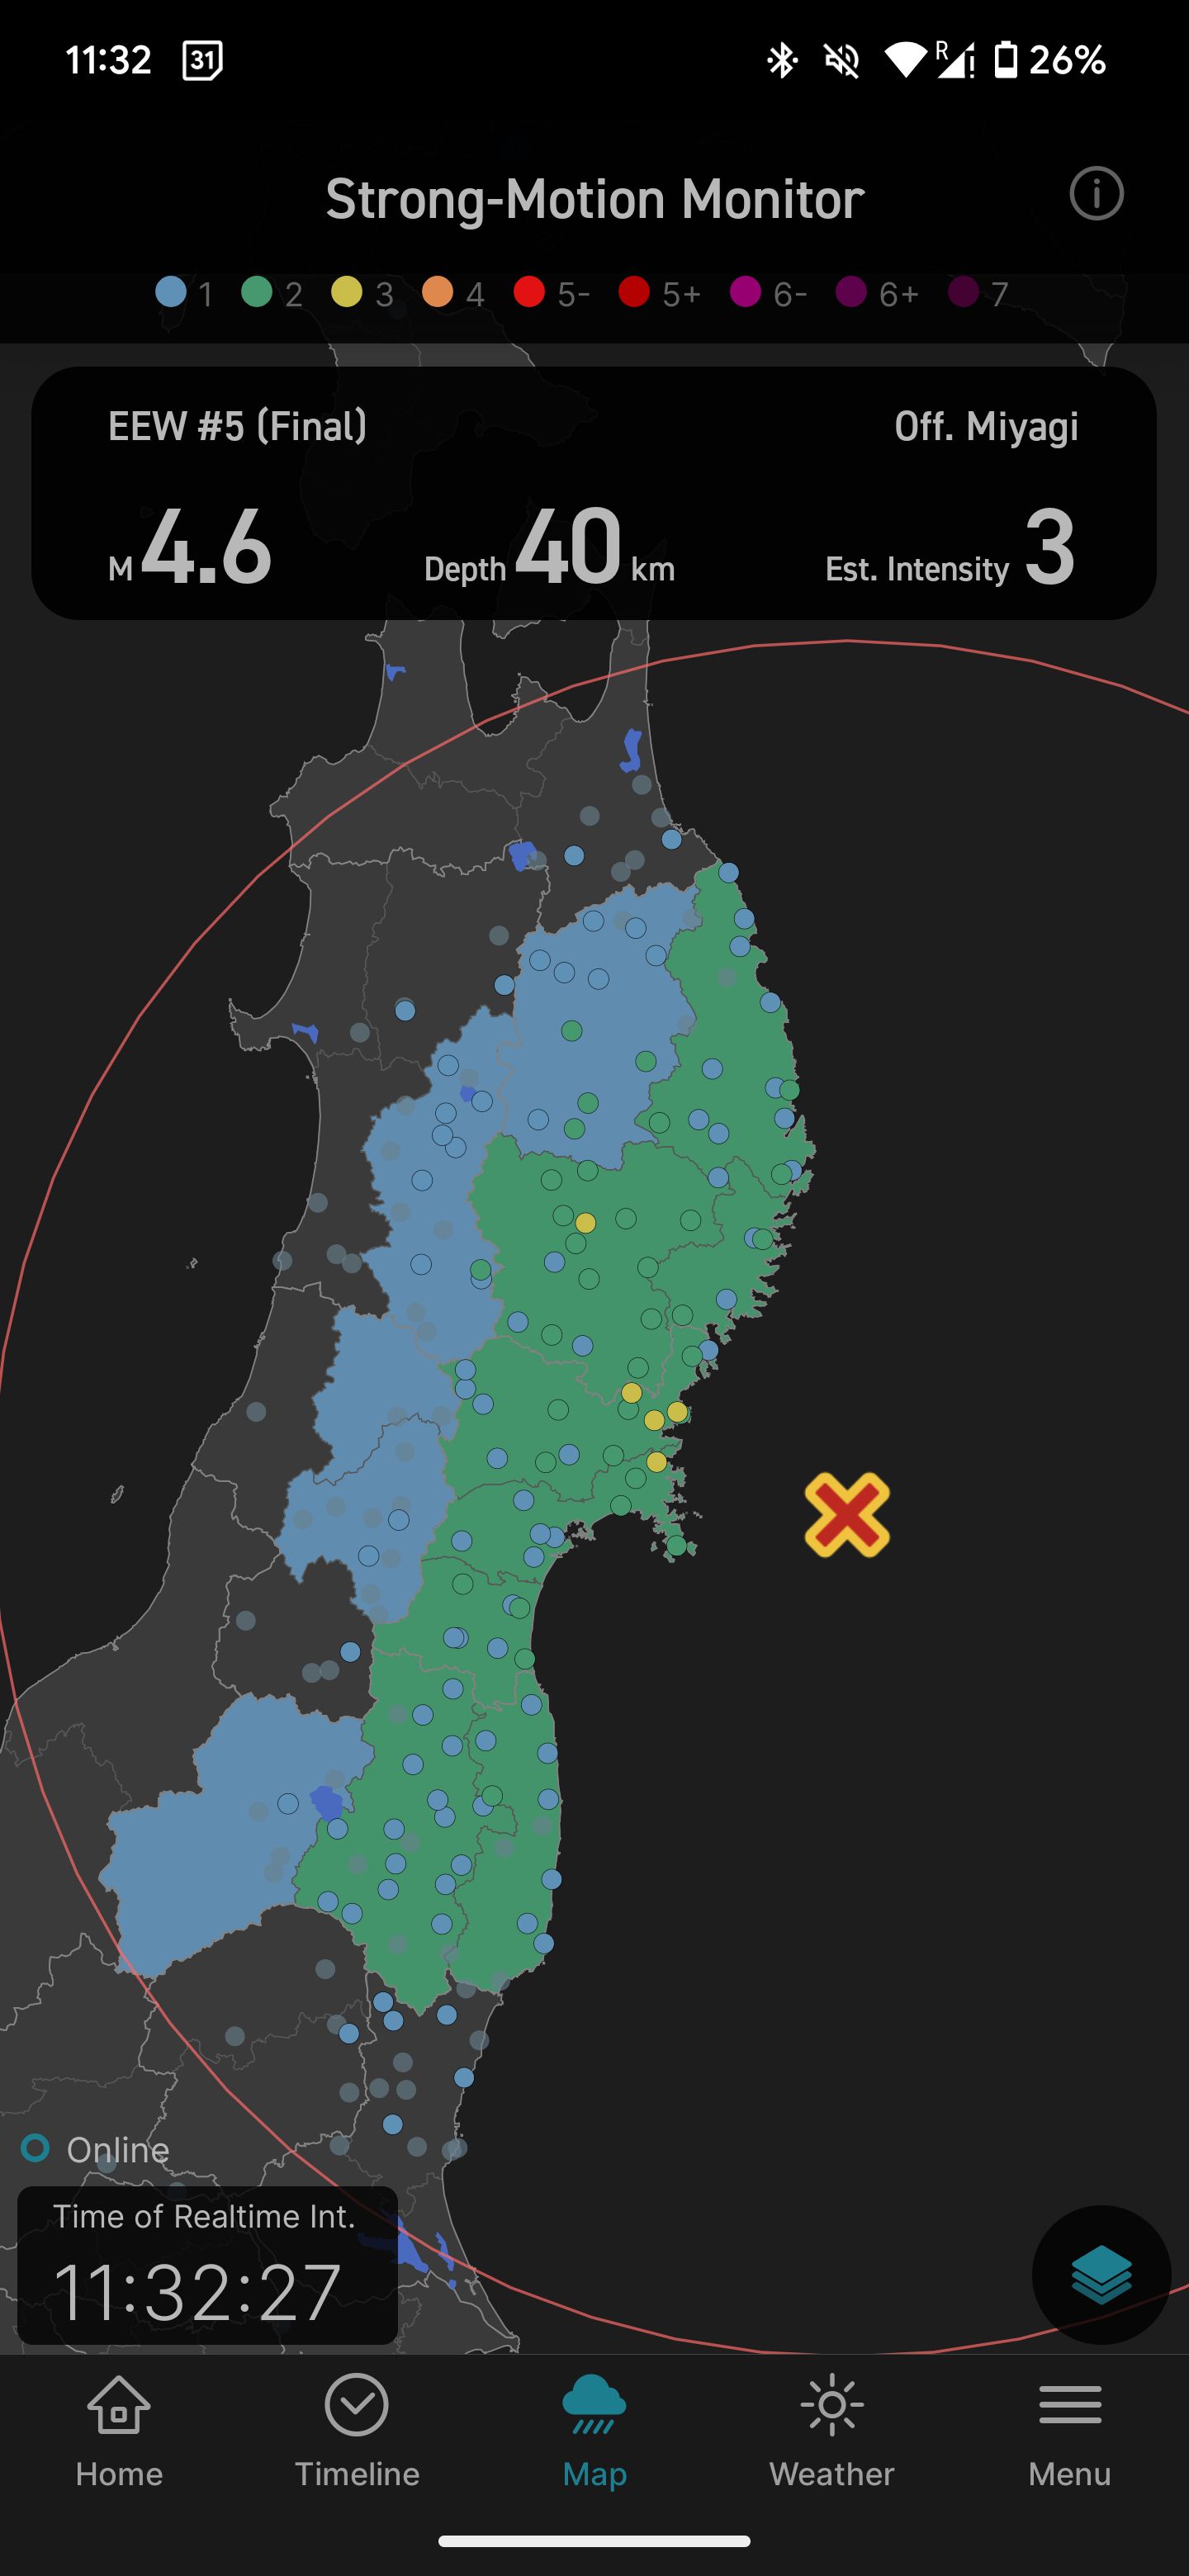 11:32 31 R 26%
Strong-Motion Monitor
1 2 3 4 5- 5+ 6- 6+ 7
EEW #5 (Final) Off. Miyagi
M 4.6 Depth 40 km Est. Intensity 3
Online
Time of Realtime Int.
11:32:27
Home Timeline Map Weather Menu